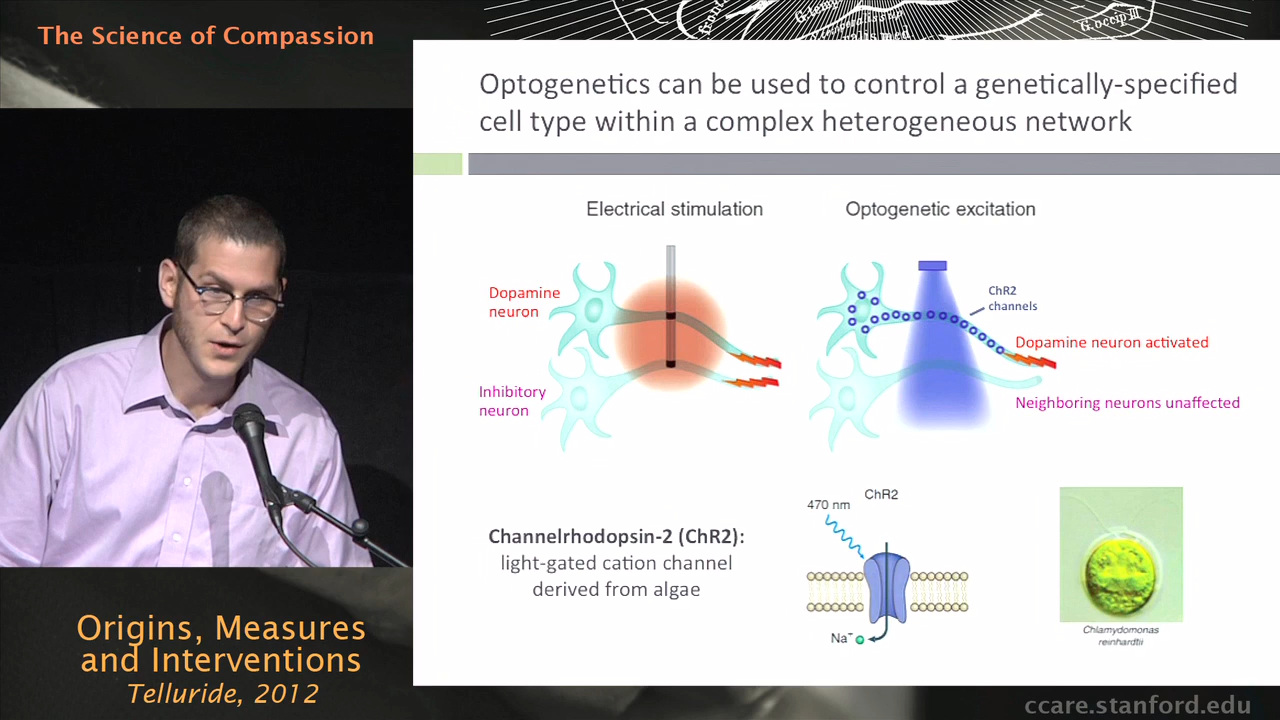 The Science of Compassion
G.occip III
Optogenetics can be used to control a genetically-specified
cell type within a complex heterogeneous network
Electrical stimulation
Optogenetic excitation
Dopamine
neuron
Inhibitory
neuron
ChR2
channels
Dopamine neuron activated
Neighboring neurons unaffected
Channelrhodopsin-2 (ChR2):
light-gated cation channel
derived from algae
470 nm
ChR2
Na⁻
Chlamydomonas
reinhardtii
Origins, Measures
and Interventions
Telluride, 2012
ccare.stanford.edu